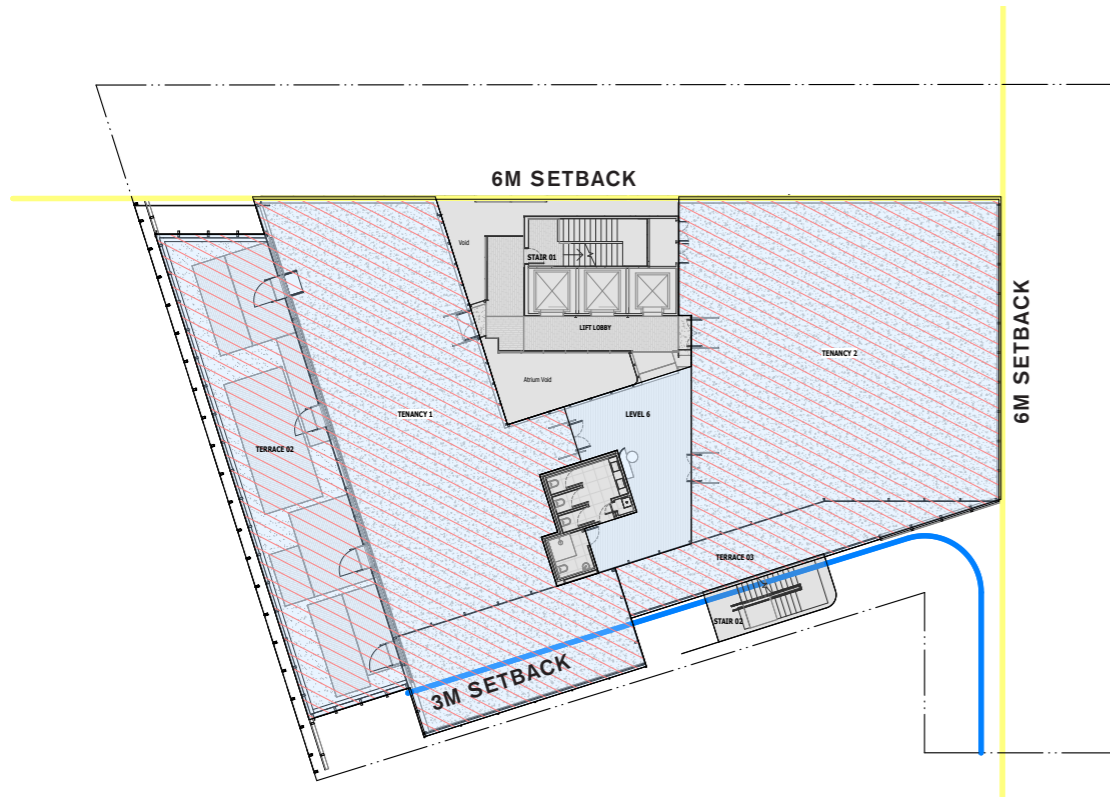 6M SETBACK
Void
STAIR 01
LIFT LOBBY
TENANCY 2
6M SETBACK
Atrium Void
TENANCY 1
LEVEL 6
TERRACE 02
TERRACE 03
STAIR 02
3M SETBACK